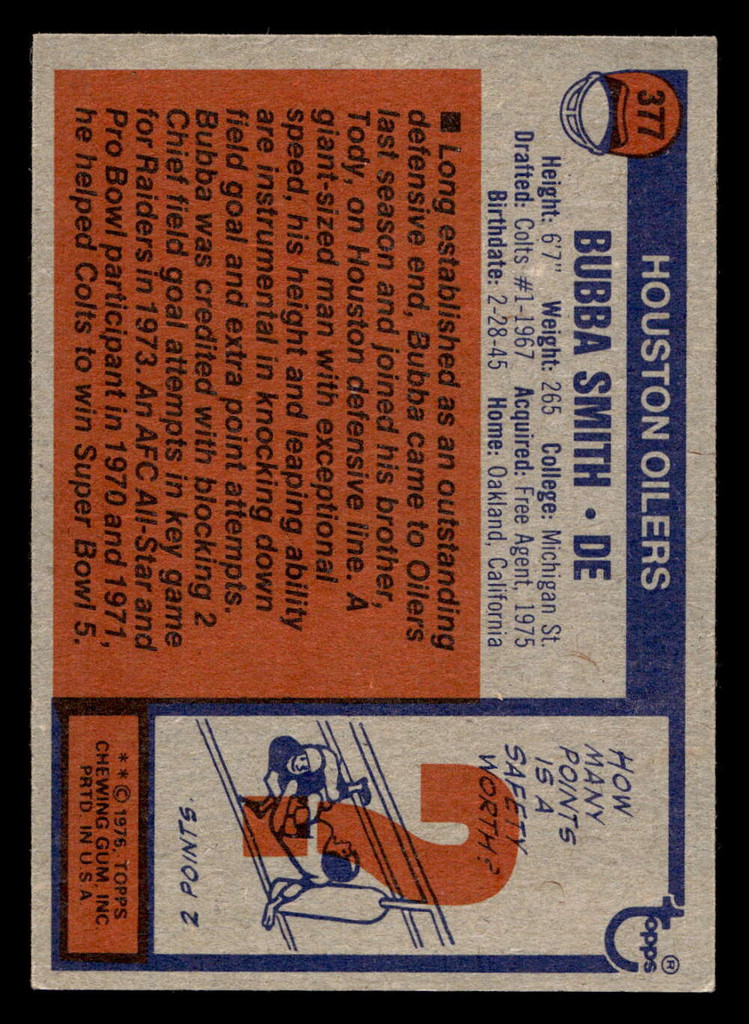 377
HOUSTON OILERS
BUBBA SMITH • DE
Height: 6'7" Weight: 265 College: Michigan St.
Drafted: Colts #1-1967 Acquired: Free Agent, 1975
Birthdate: 2-28-45 Home: Oakland, California
■ Long established as an outstanding
defensive end, Bubba came to Oilers
last season and joined his brother,
Tody, on Houston defensive line. A
giant-sized man with exceptional
speed, his height and leaping ability
are instrumental in knocking down
field goal and extra point attempts.
Bubba was credited with blocking 2
Chief field goal attempts in key game
for Raiders in 1973. An AFC All-Star and
Pro Bowl participant in 1970 and 1971,
he helped Colts to win Super Bowl 5.
topps®
HOW
MANY
POINTS
IS A
SAFETY
WORTH?
?
2 POINTS.
**© 1976, TOPPS
CHEWING GUM, INC.
PRTD. IN U.S.A